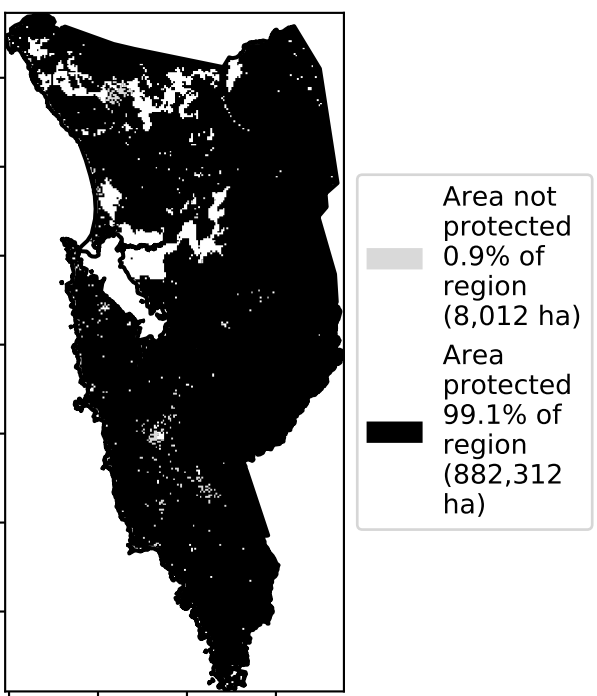 Area not
protected
0.9% of
region
(8,012 ha)
Area
protected
99.1% of
region
(882,312
ha)